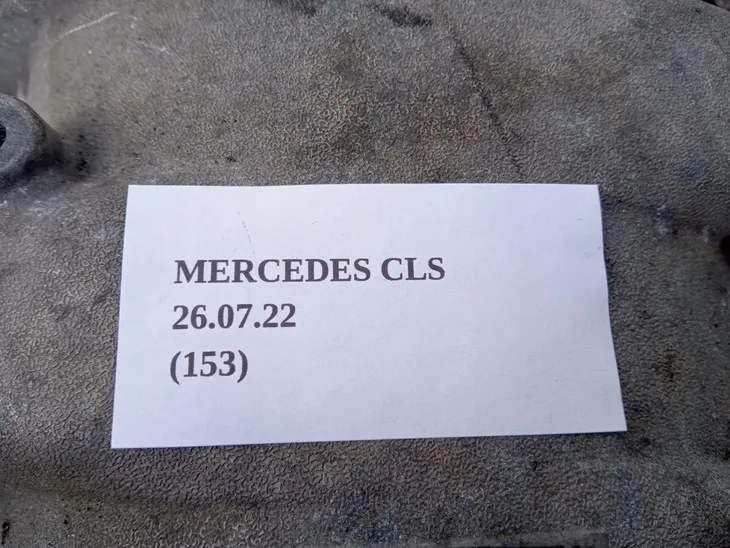 MERCEDES CLS
26.07.22
(153)